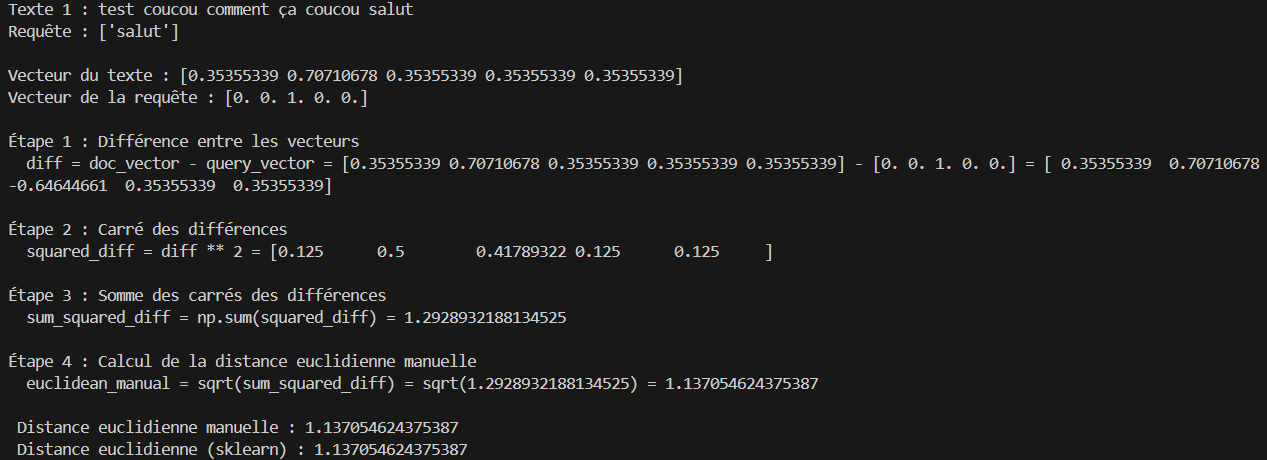 Texte 1 : test coucou comment ça coucou salut
Requête : ['salut']
Vecteur du texte : [0.35355339 0.70710678 0.35355339 0.35355339 0.35355339]
Vecteur de la requête : [0. 0. 1. 0. 0.]
Étape 1 : Différence entre les vecteurs
diff = doc_vector - query_vector = [0.35355339 0.70710678 0.35355339 0.35355339 0.35355339] - [0. 0. 1. 0. 0.] = [ 0.35355339  0.70710678
-0.64644661  0.35355339  0.35355339]
Étape 2 : Carré des différences
squared_diff = diff ** 2 = [0.125      0.5        0.41789322 0.125      0.125     ]
Étape 3 : Somme des carrés des différences
sum_squared_diff = np.sum(squared_diff) = 1.2928932188134525
Étape 4 : Calcul de la distance euclidienne manuelle
euclidean_manual = sqrt(sum_squared_diff) = sqrt(1.2928932188134525) = 1.137054624375387
Distance euclidienne manuelle : 1.137054624375387
Distance euclidienne (sklearn) : 1.137054624375387